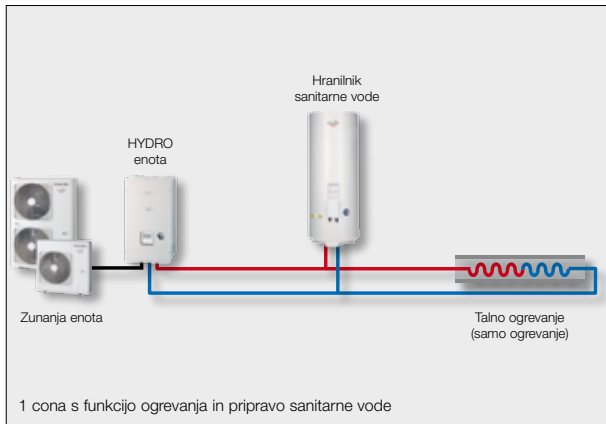 Hranilnik
sanitarne vode
HYDRO
enota
Zunanja enota
Talno ogrevanje
(samo ogrevanje)
1 cona s funkcijo ogrevanja in pripravo sanitarne vode